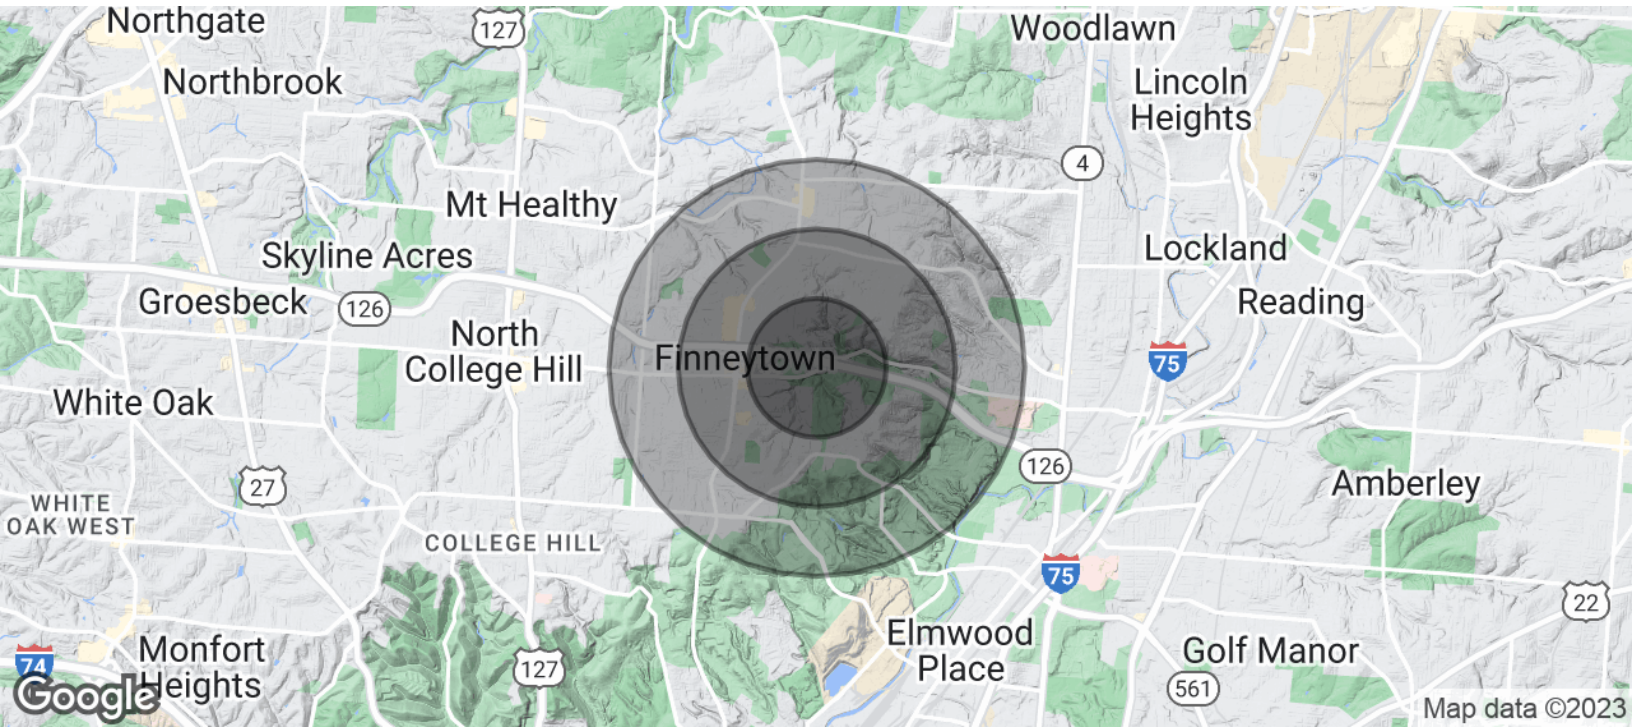 Northgate
127
Woodlawn
Northbrook
Lincoln
Heights
4
Mt Healthy
Skyline Acres
Lockland
Groesbeck
126
Reading
North
College Hill
Finneytown
75
White Oak
126
27
Amberley
WHITE
OAK WEST
COLLEGE HILL
75
22
Elmwood
Place
Monfort
Heights
Golf Manor
74
127
561
Google
Map data ©2023